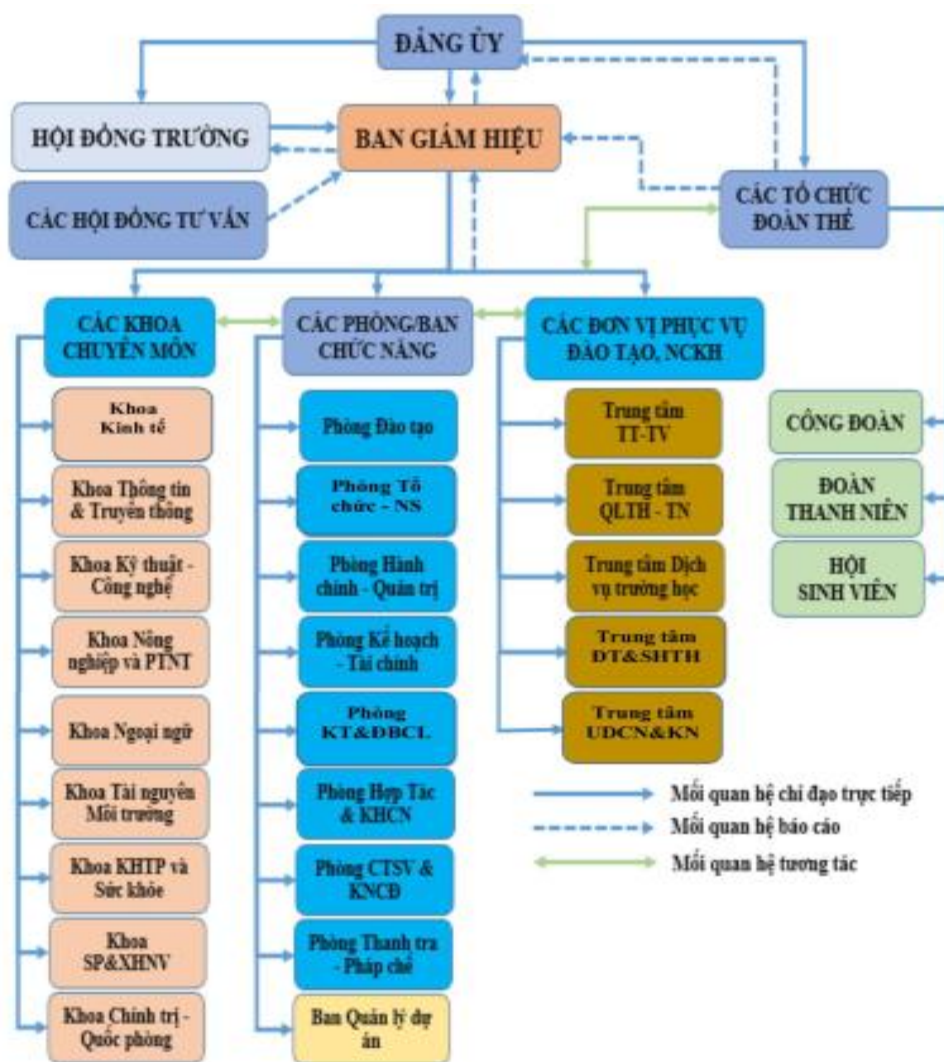 ĐẢNG ỦY
HỘI ĐỒNG TRƯỜNG
BAN GIÁM HIỆU
CÁC HỘI ĐỒNG TƯ VẤN
CÁC TỔ CHỨC
ĐOÀN THỂ
CÁC KHOA
CHUYÊN MÔN
CÁC PHÒNG/BAN
CHỨC NĂNG
CÁC ĐƠN VỊ PHỤC VỤ
ĐÀO TẠO, NCKH
Khoa
Kinh tế
Khoa Thông tin
& Truyền thông
Khoa Kỹ thuật -
Công nghệ
Khoa Nông
nghiệp và PTNT
Khoa Ngoại ngữ
Khoa Tài nguyên
Môi trường
Khoa KHTP và
Sức khỏe
Khoa
SP&XHNV
Khoa Chính trị -
Quốc phòng
Phòng Đào tạo
Phòng Tổ
chức - NS
Phòng Hành
chính - Quản trị
Phòng Kế hoạch
- Tài chính
Phòng
KT&ĐBCL
Phòng Hợp Tác
& KHCN
Phòng CTSV &
KNCĐ
Phòng Thanh tra
- Pháp chế
Ban Quản lý dự
án
Trung tâm
TT-TV
Trung tâm
QLTH - TN
Trung tâm Dịch
vụ trường học
Trung tâm
DT&SHTH
Trung tâm
UDCN&KN
CÔNG ĐOÀN
ĐOÀN
THANH NIÊN
HỘI
SINH VIÊN
Mối quan hệ chỉ đạo trực tiếp
Mối quan hệ báo cáo
Mối quan hệ tương tác